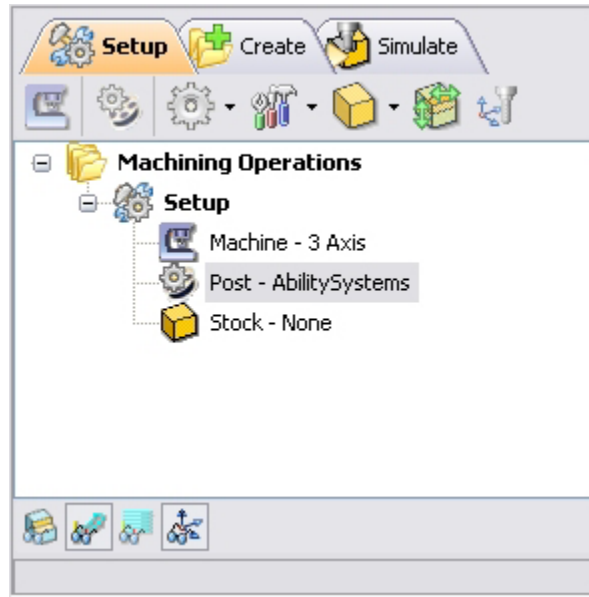 Setup Create Simulate
Machining Operations
Setup
Machine - 3 Axis
Post - AbilitySystems
Stock - None